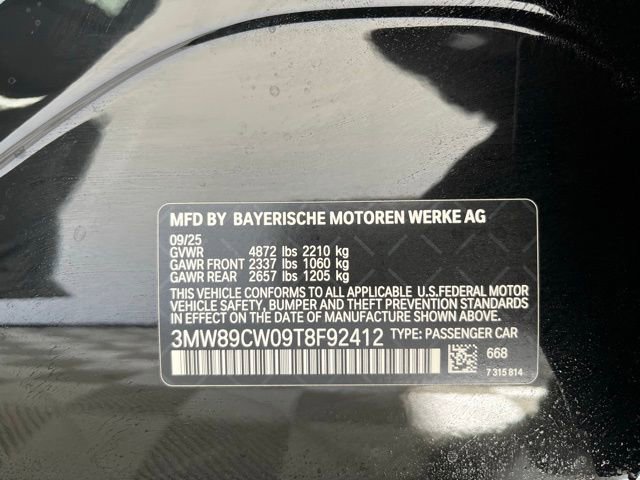 MFD BY BAYERISCHE MOTOREN WERKE AG
09/25
GVWR 4872 lbs 2210 kg
GAWR FRONT 2337 lbs 1060 kg
GAWR REAR 2657 lbs 1205 kg
THIS VEHICLE CONFORMS TO ALL APPLICABLE U.S.FEDERAL MOTOR
VEHICLE SAFETY, BUMPER AND THEFT PREVENTION STANDARDS
IN EFFECT ON THE DATE OF MANUFACTURE SHOWN ABOVE.
3MW89CW09T8F92412 TYPE: PASSENGER CAR
668
7 315 814